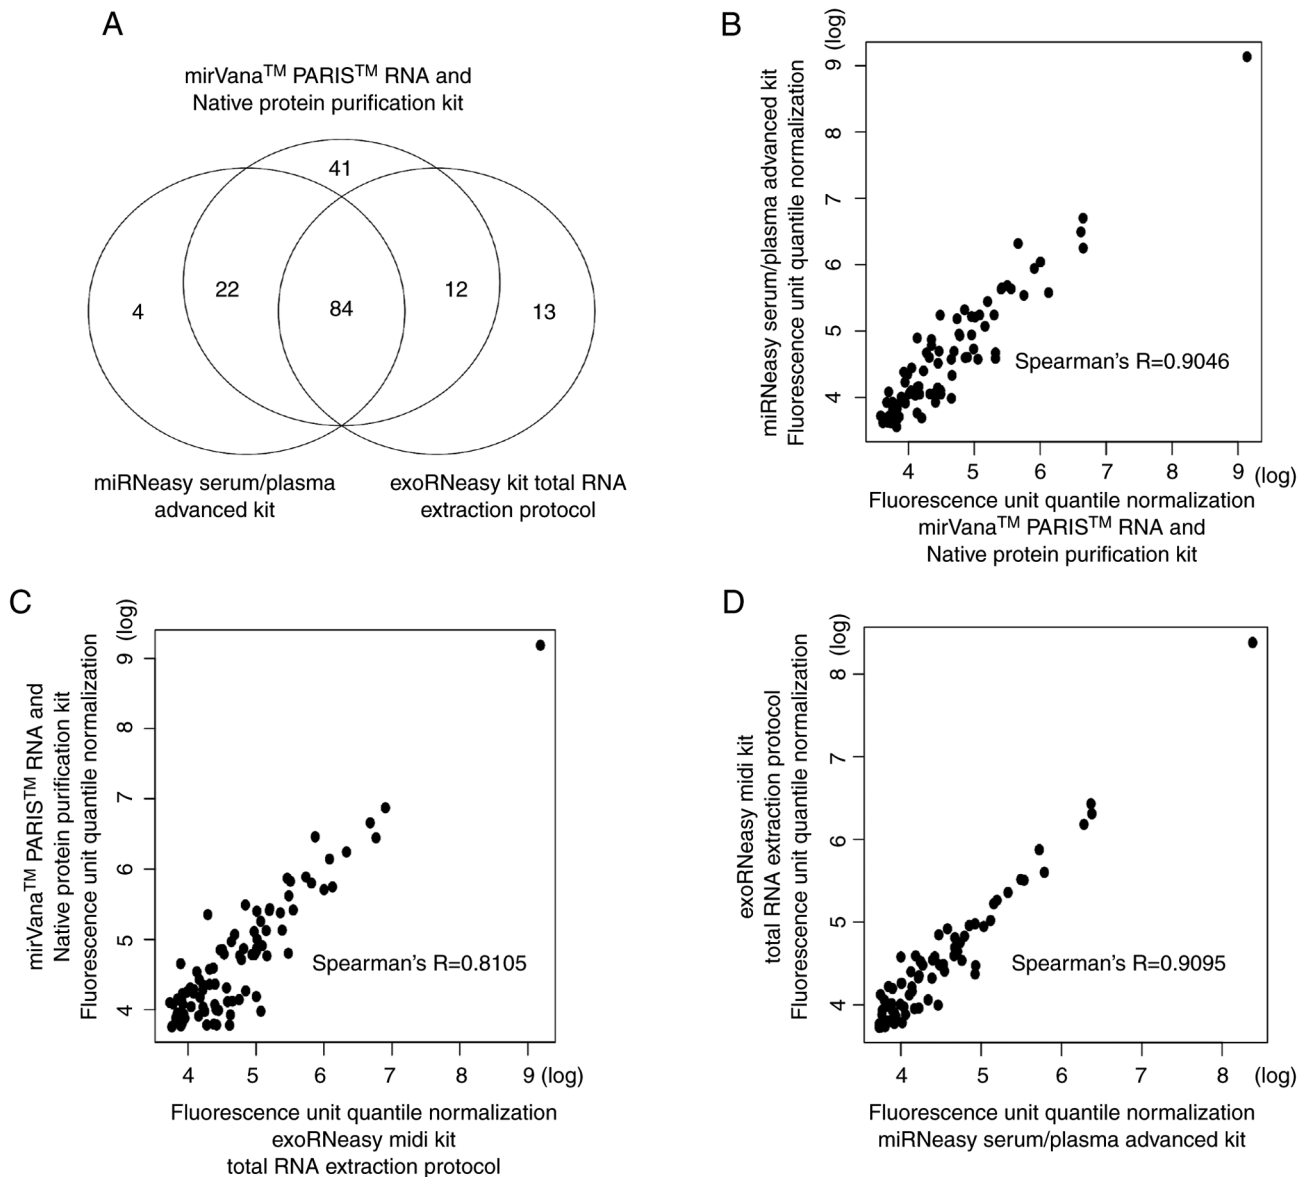 A
mirVana™ PARIS™ RNA and
Native protein purification kit
41
4
22
84
12
13
miRNeasy serum/plasma
advanced kit
exoRNeasy kit total RNA
extraction protocol
B
miRNeasy serum/plasma advanced kit
Fluorescence unit quantile normalization
(log)
9
8
7
6
5
4
Spearman's R=0.9046
4 5 6 7 8 9 (log)
Fluorescence unit quantile normalization
mirVana™ PARIS™ RNA and
Native protein purification kit
C
mirVana™ PARIS™ RNA and
Native protein purification kit
Fluorescence unit quantile normalization
(log)
9
8
7
6
5
4
Spearman's R=0.8105
4 5 6 7 8 9 (log)
Fluorescence unit quantile normalization
exoRNeasy midi kit
total RNA extraction protocol
D
exoRNeasy midi kit
total RNA extraction protocol
Fluorescence unit quantile normalization
(log)
8
7
6
5
4
Spearman's R=0.9095
4 5 6 7 8 (log)
Fluorescence unit quantile normalization
miRNeasy serum/plasma advanced kit